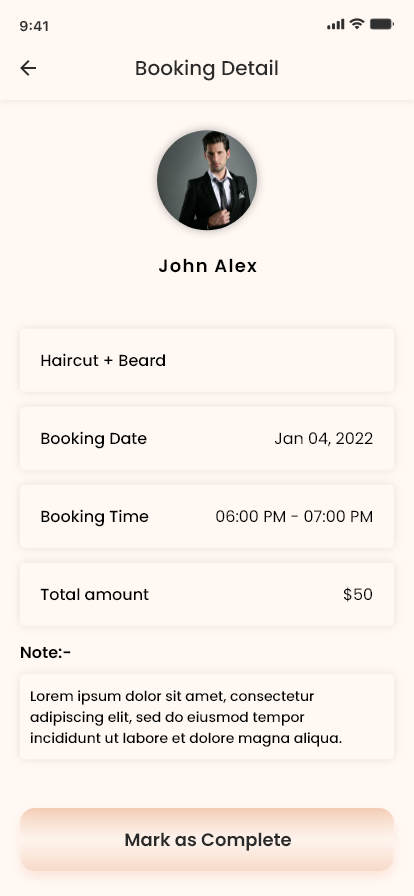 9:41
Booking Detail
John Alex
Haircut + Beard
Booking Date Jan 04, 2022
Booking Time 06:00 PM - 07:00 PM
Total amount $50
Note:-
Lorem ipsum dolor sit amet, consectetur
adipiscing elit, sed do eiusmod tempor
incididunt ut labore et dolore magna aliqua.
Mark as Complete